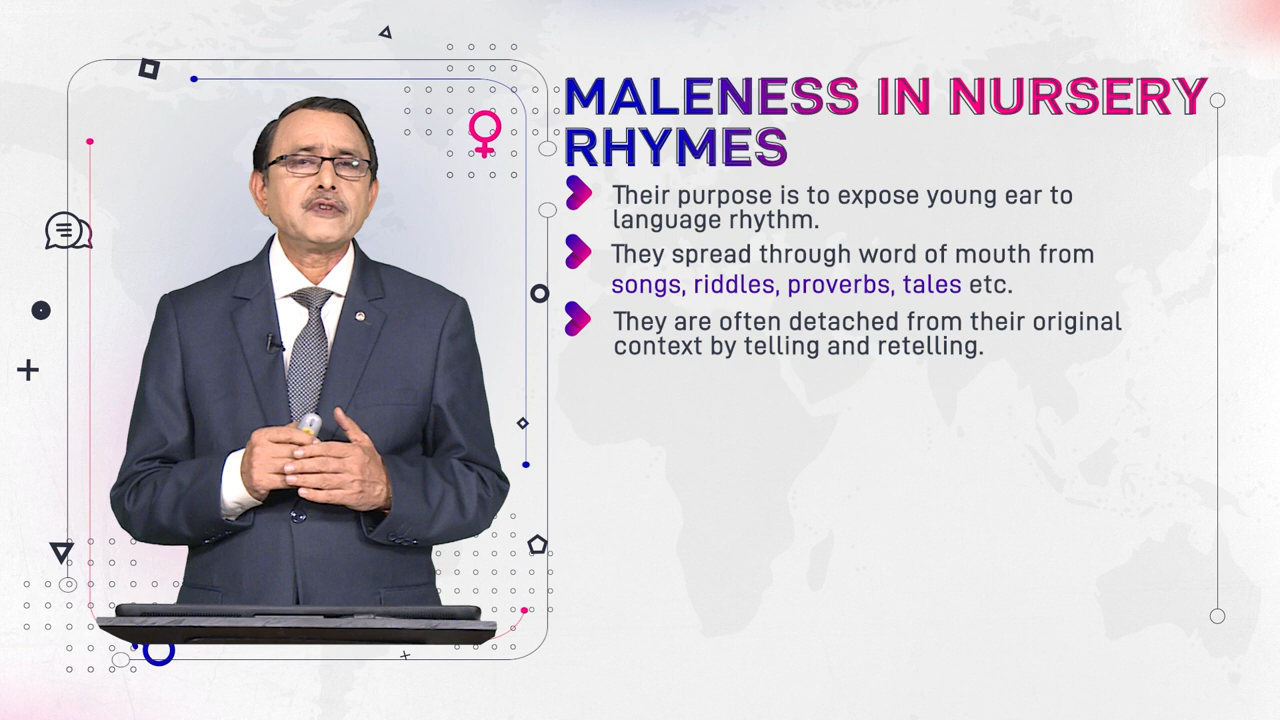 MALENESS IN NURSERY
RHYMES
Their purpose is to expose young ear to
language rhythm.
They spread through word of mouth from
songs, riddles, proverbs, tales etc.
They are often detached from their original
context by telling and retelling.